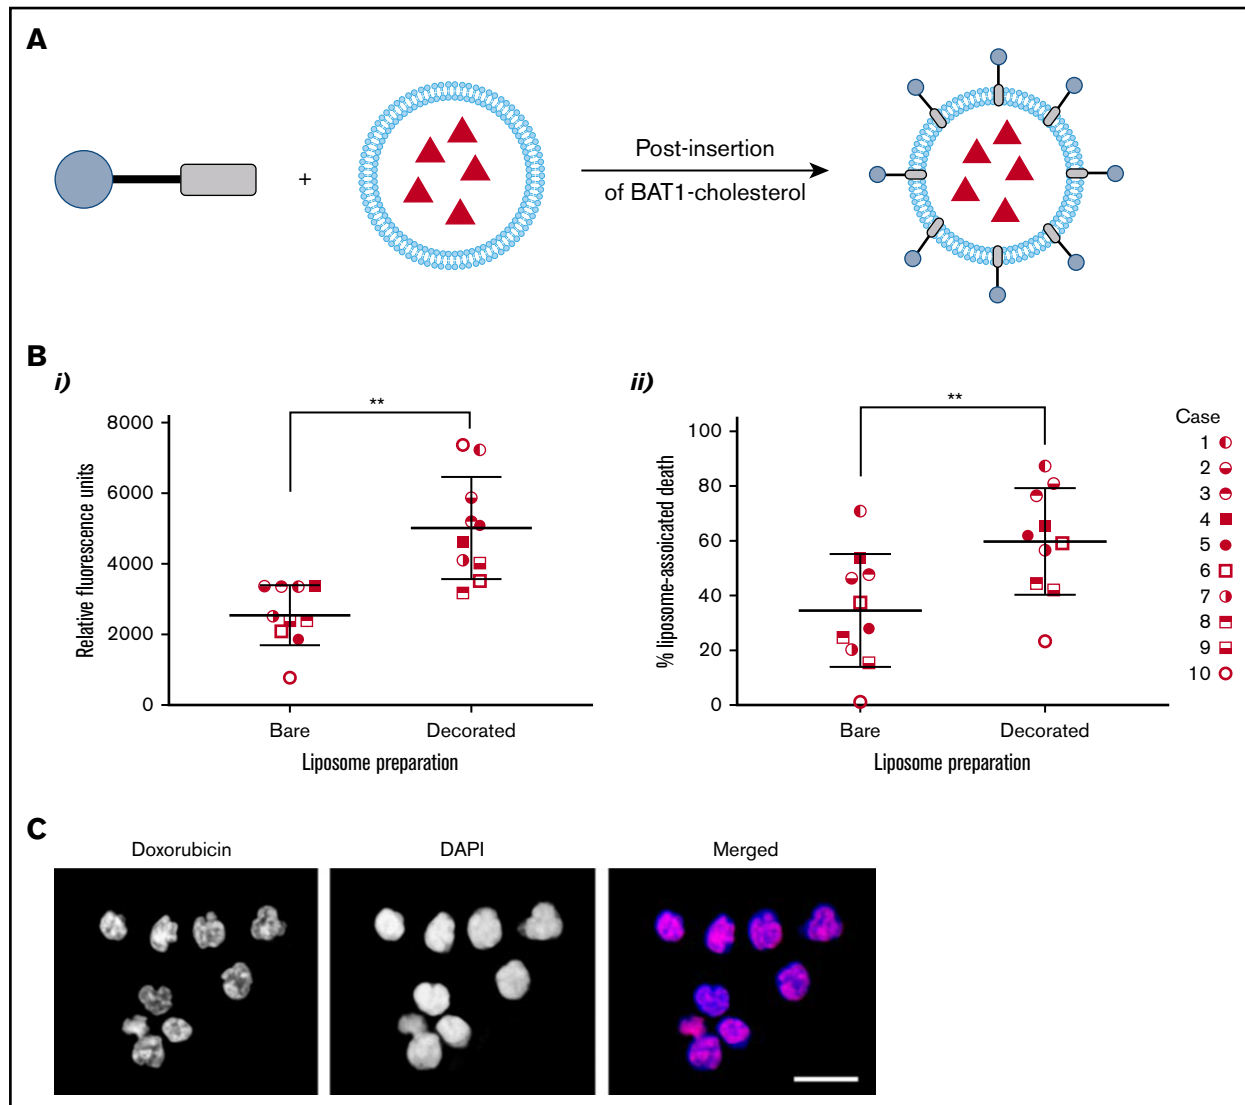 A
+
Post-insertion
of BAT1-cholesterol
B
i)
**
8000
6000
4000
2000
0
Relative fluorescence units
Bare
Decorated
Liposome preparation
ii)
**
100
80
60
40
20
0
% liposome-assoicated death
Bare
Decorated
Liposome preparation
Case
1
2
3
4
5
6
7
8
9
10
C
Doxorubicin
DAPI
Merged